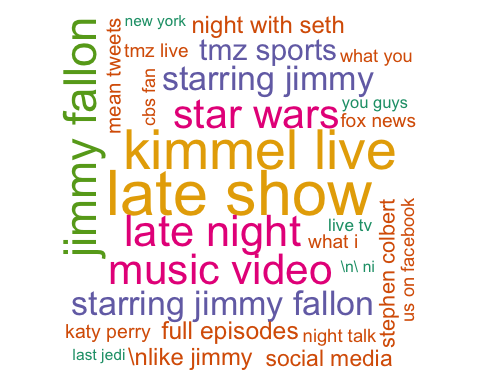 jimmy fallon
mean tweets
new york
night with seth
tmz live
tmz sports
what you
cbs fan
starring jimmy
star wars
you guys
fox news
kimmel live
late show
late night
live tv
what i
stephen colbert
us on facebook
music video
\n\ ni
starring jimmy fallon
katy perry
full episodes
night talk
last jedi
\nlike jimmy
social media